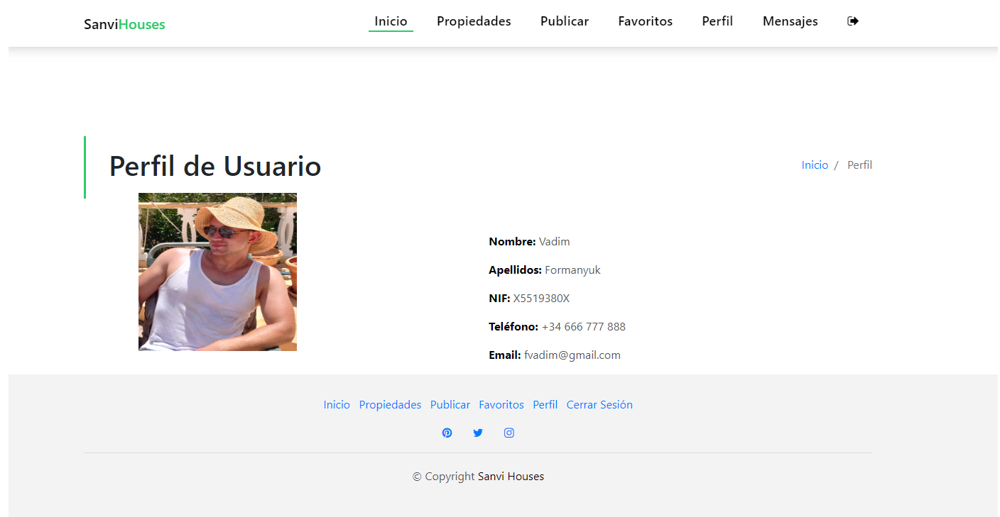 SanviHouses
Inicio Propiedades Publicar Favoritos Perfil Mensajes
Perfil de Usuario
Inicio / Perfil
Nombre: Vadim
Apellidos: Formanyuk
NIF: X5519380X
Teléfono: +34 666 777 888
Email: fvadim@gmail.com
Inicio Propiedades Publicar Favoritos Perfil Cerrar Sesión
© Copyright Sanvi Houses